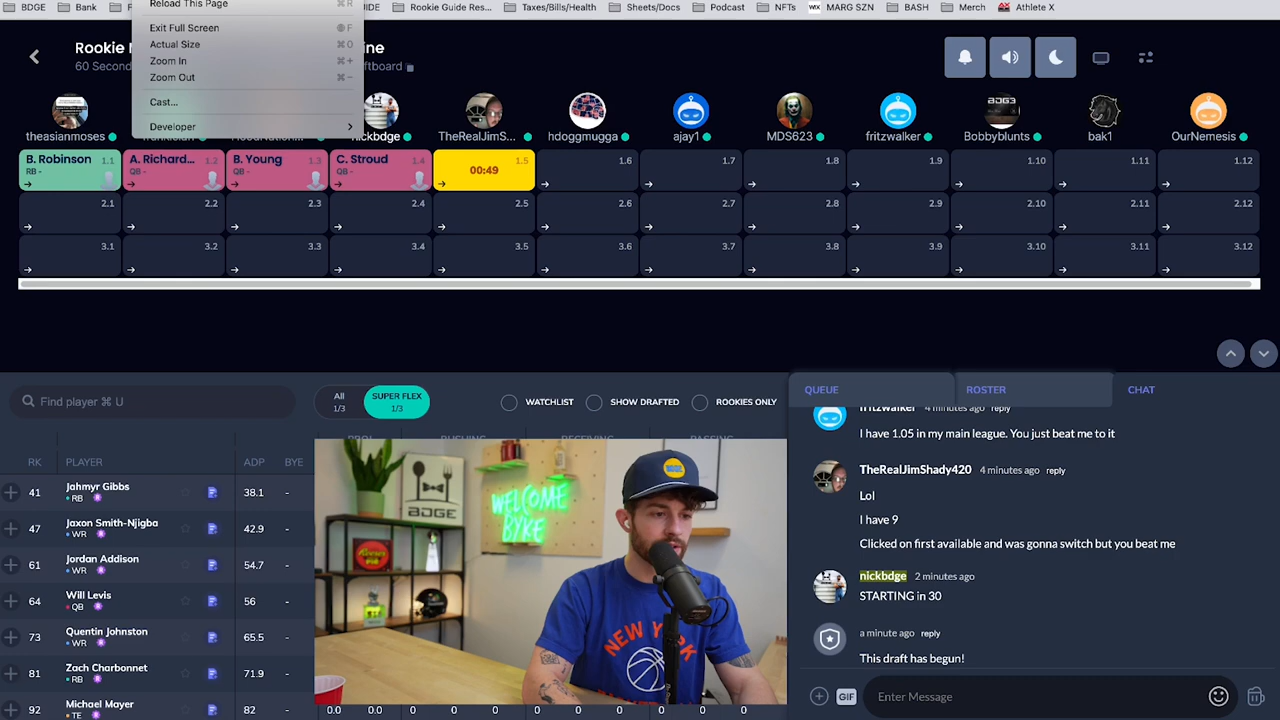 BDGE Bank Rookie Guide Res... Taxes/Bills/Health Sheets/Docs Podcast NFTs WIX MARG SZN BASH Merch Athlete X
Reload This Page ⌘R
Exit Full Screen F
Actual Size ⌘0
Zoom In ⌘+
Zoom Out ⌘-
Cast...
Developer
Rookie
60 Second
theasianmoses nickbdge TheRealJimS... hdoggmugga ajay1 MDS623 fritzwalker Bobbyblunts bak1 OurNemesis
B. Robinson 1.1 A. Richard... 1.2 B. Young 1.3 C. Stroud 1.4 00:49 1.5 1.6 1.7 1.8 1.9 1.10 1.11 1.12
RB - QB - QB - QB -
2.1 2.2 2.3 2.4 2.5 2.6 2.7 2.8 2.9 2.10 2.11 2.12
3.1 3.2 3.3 3.4 3.5 3.6 3.7 3.8 3.9 3.10 3.11 3.12
Find player ⌘ U
All
1/3
SUPER FLEX
1/3
WATCHLIST SHOW DRAFTED ROOKIES ONLY
PROJ RUSHING RECEIVING PASSING
RK PLAYER ADP BYE
41 Jahmyr Gibbs 38.1 -
RB
47 Jaxon Smith-Njigba 42.9 -
WR
61 Jordan Addison 54.7 -
WR
64 Will Levis 56 -
QB
73 Quentin Johnston 65.5 -
WR
81 Zach Charbonnet 71.9 -
RB
92 Michael Mayer 82 -
TE
0.0 0.0 0 0 0 0 0 0 0 0
BDGE
WELCOME
BYKE
NEW YORK
QUEUE ROSTER CHAT
fritzwalker 4 minutes ago reply
I have 1.05 in my main league. You just beat me to it
TheRealJimShady420 4 minutes ago reply
Lol
I have 9
Clicked on first available and was gonna switch but you beat me
nickbdge 2 minutes ago
STARTING in 30
a minute ago reply
This draft has begun!
GIF Enter Message